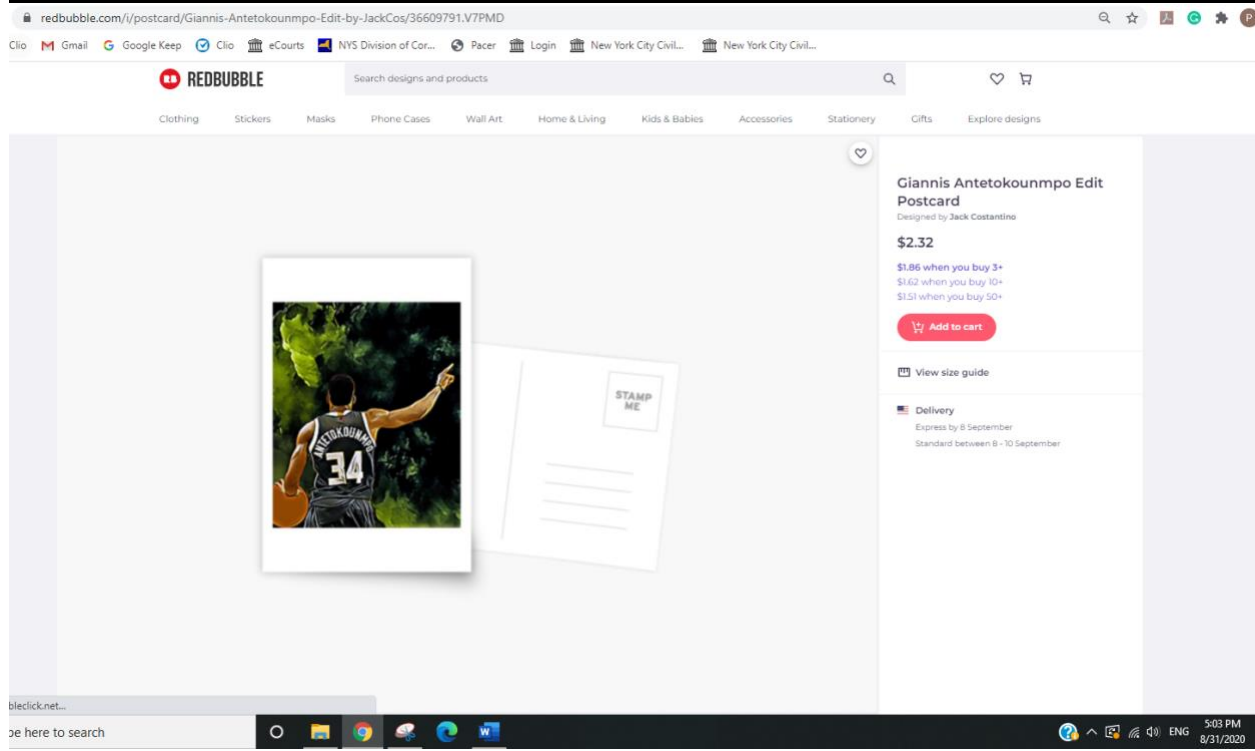 redbubble.com/i/postcard/Giannis-Antetokounmpo-Edit-by-JackCos/36609791.V7PMD
Clio Gmail Google Keep Clio eCourts NYS Division of Cor... Pacer Login New York City Civil... New York City Civil...
REDBUBBLE Search designs and products
Clothing Stickers Masks Phone Cases Wall Art Home & Living Kids & Babies Accessories Stationery Gifts Explore designs
Giannis Antetokounmpo Edit
Postcard
Designed by Jack Costantino
$2.32
$1.86 when you buy 3+
$1.62 when you buy 10+
$1.51 when you buy 50+
Add to cart
View size guide
Delivery
Express by 8 September
Standard between 8 - 10 September
STAMP
ME
ANTETOKOUNMPO
34
bleclick.net...
be here to search
ENG
5:03 PM
8/31/2020